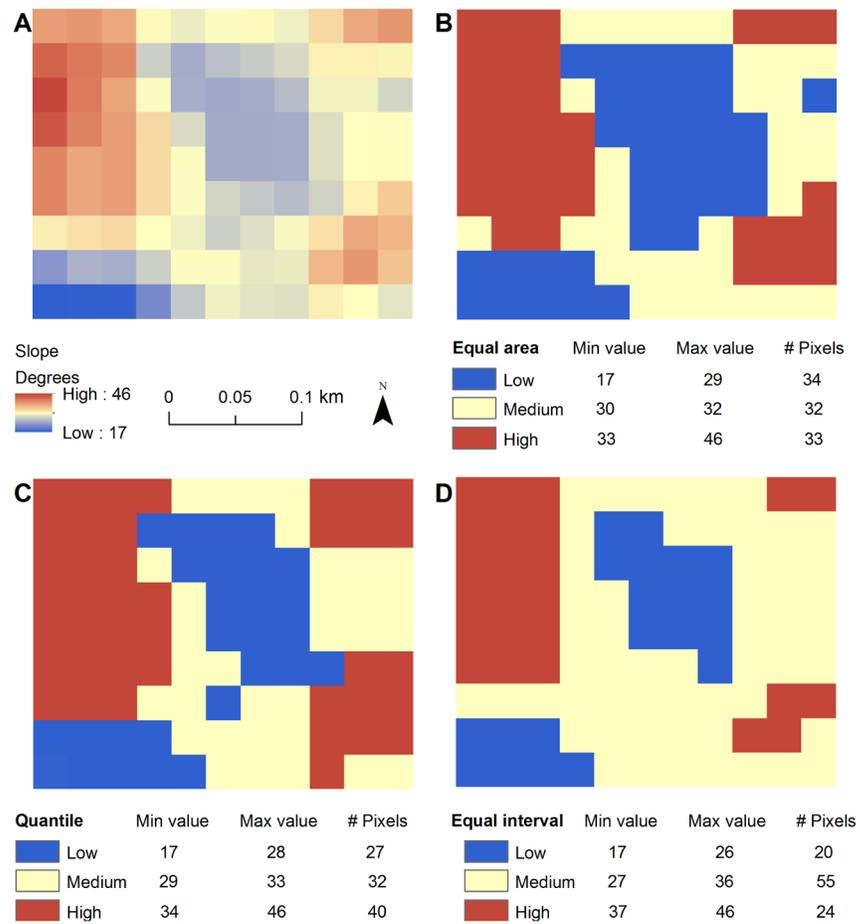 A
B
Slope
Degrees
High : 46
Low : 17
0 0.05 0.1 km
N
Equal area Min value Max value # Pixels
Low 17 29 34
Medium 30 32 32
High 33 46 33
C
D
Quantile Min value Max value # Pixels
Low 17 28 27
Medium 29 33 32
High 34 46 40
Equal interval Min value Max value # Pixels
Low 17 26 20
Medium 27 36 55
High 37 46 24